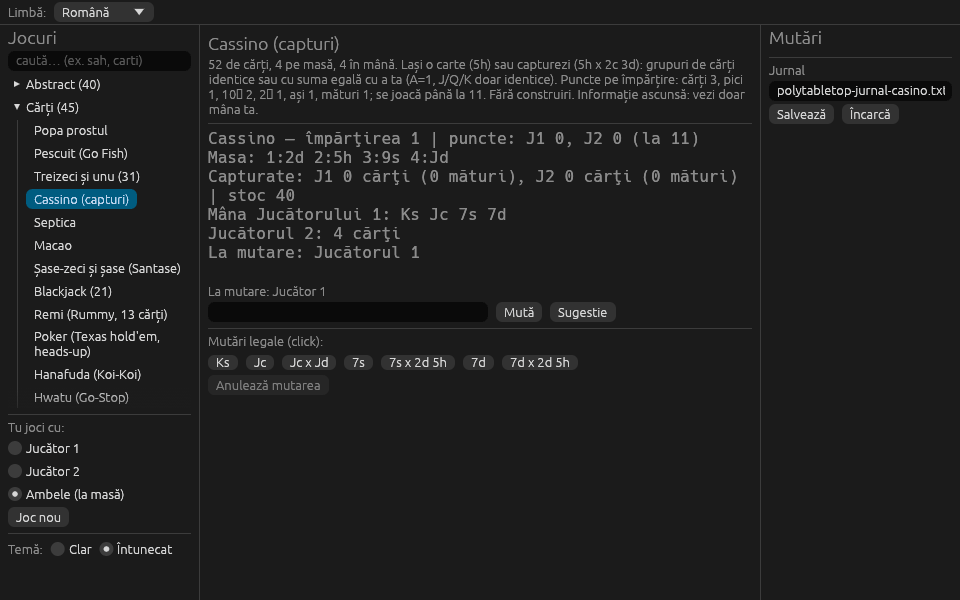 Limbă: Română
Jocuri
caută... (ex. sah, carti)
Abstract (40)
Cărți (45)
Popa prostul
Pescuit (Go Fish)
Treizeci și unu (31)
Cassino (capturi)
Septica
Macao
Șase-zeci și șase (Santase)
Blackjack (21)
Remi (Rummy, 13 cărți)
Poker (Texas hold'em,
heads-up)
Hanafuda (Koi-Koi)
Hwatu (Go-Stop)
Tu joci cu:
Jucător 1
Jucător 2
Ambele (la masă)
Joc nou
Temă: Clar Întunecat
Cassino (capturi)
52 de cărți, 4 pe masă, 4 în mână. Lași o carte (5h) sau capturezi (5h x 2c 3d): grupuri de cărți
identice sau cu suma egală cu a ta (A=1, J/Q/K doar identice). Puncte pe împărțire: cărți 3, pici
1, 10▯ 2, 2▯ 1, ași 1, mături 1; se joacă până la 11. Fără construiri. Informație ascunsă: vezi doar
mâna ta.
Cassino — împărțirea 1 | puncte: J1 0, J2 0 (la 11)
Masa: 1:2d 2:5h 3:9s 4:Jd
Capturate: J1 0 cărți (0 mături), J2 0 cărți (0 mături)
| stoc 40
Mâna Jucătorului 1: Ks Jc 7s 7d
Jucătorul 2: 4 cărți
La mutare: Jucătorul 1
La mutare: Jucător 1
Mută Sugestie
Mutări legale (click):
Ks Jc Jc x Jd 7s 7s x 2d 5h 7d 7d x 2d 5h
Anulează mutarea
Mutări
Jurnal
polytabletop-jurnal-casino.txt
Salvează Încarcă